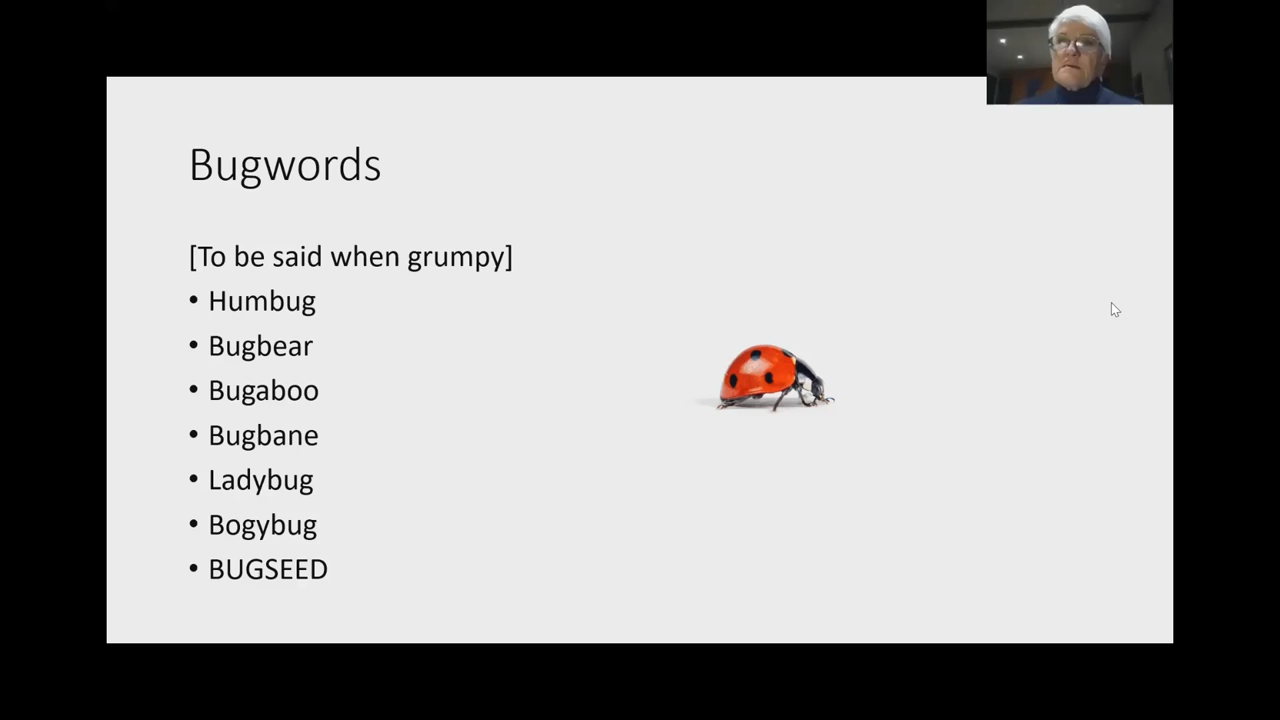 Bugwords
[To be said when grumpy]
• Humbug
• Bugbear
• Bugaboo
• Bugbane
• Ladybug
• Bogybug
• BUGSEED